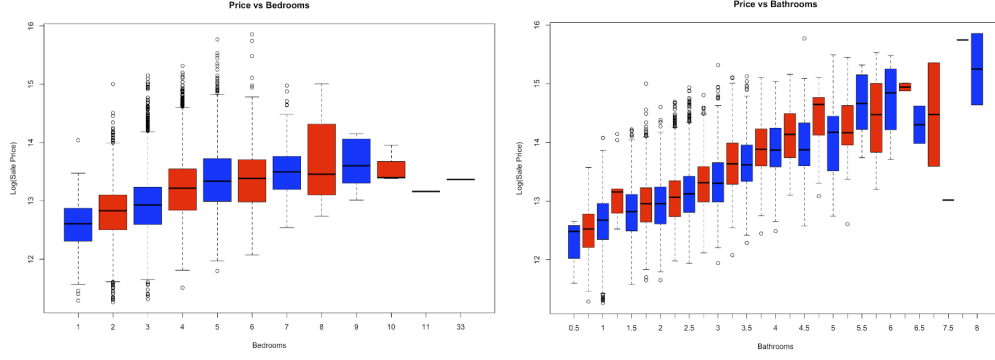 Price vs Bedrooms
Log(Sale Price)
16
15
14
13
12
1 2 3 4 5 6 7 8 9 10 11 33
Bedrooms
Price vs Bathrooms
Log(Sale Price)
16
15
14
13
12
0.5 1 1.5 2 2.5 3 3.5 4 4.5 5 5.5 6 6.5 7.5 8
Bathrooms